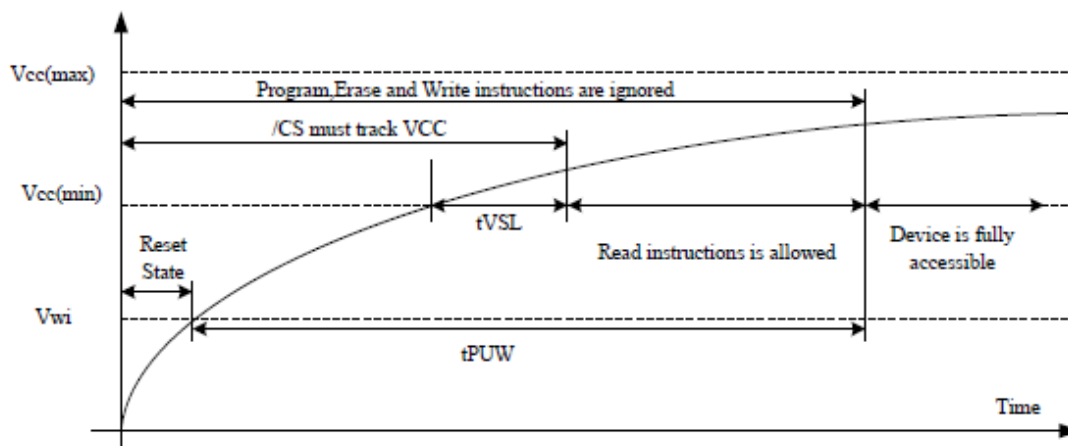 Vcc(max)
Program,Erase and Write instructions are ignored
/CS must track VCC
Vcc(min)
tVSL
Reset
State
Read instructions is allowed
Device is fully
accessible
Vwi
tPUW
Time